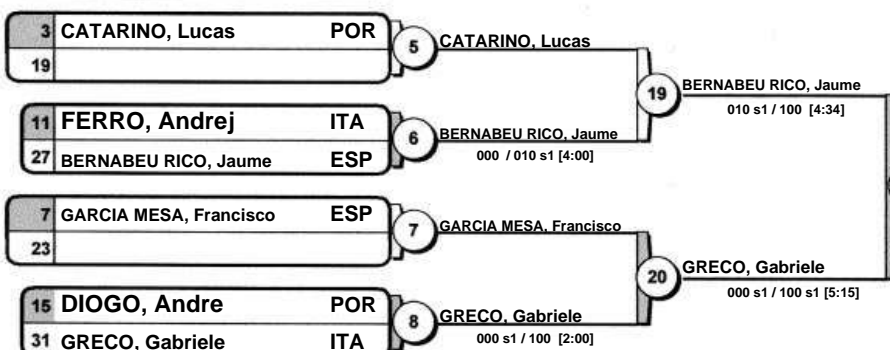 3 CATARINO, Lucas POR
19
5
CATARINO, Lucas
11 FERRO, Andrej ITA
27 BERNABEU RICO, Jaume ESP
6
BERNABEU RICO, Jaume
000 / 010 s1 [4:00]
19
BERNABEU RICO, Jaume
010 s1 / 100 [4:34]
7 GARCIA MESA, Francisco ESP
23
7
GARCIA MESA, Francisco
15 DIOGO, Andre POR
31 GRECO, Gabriele ITA
8
GRECO, Gabriele
000 s1 / 100 [2:00]
20
GRECO, Gabriele
000 s1 / 100 s1 [5:15]